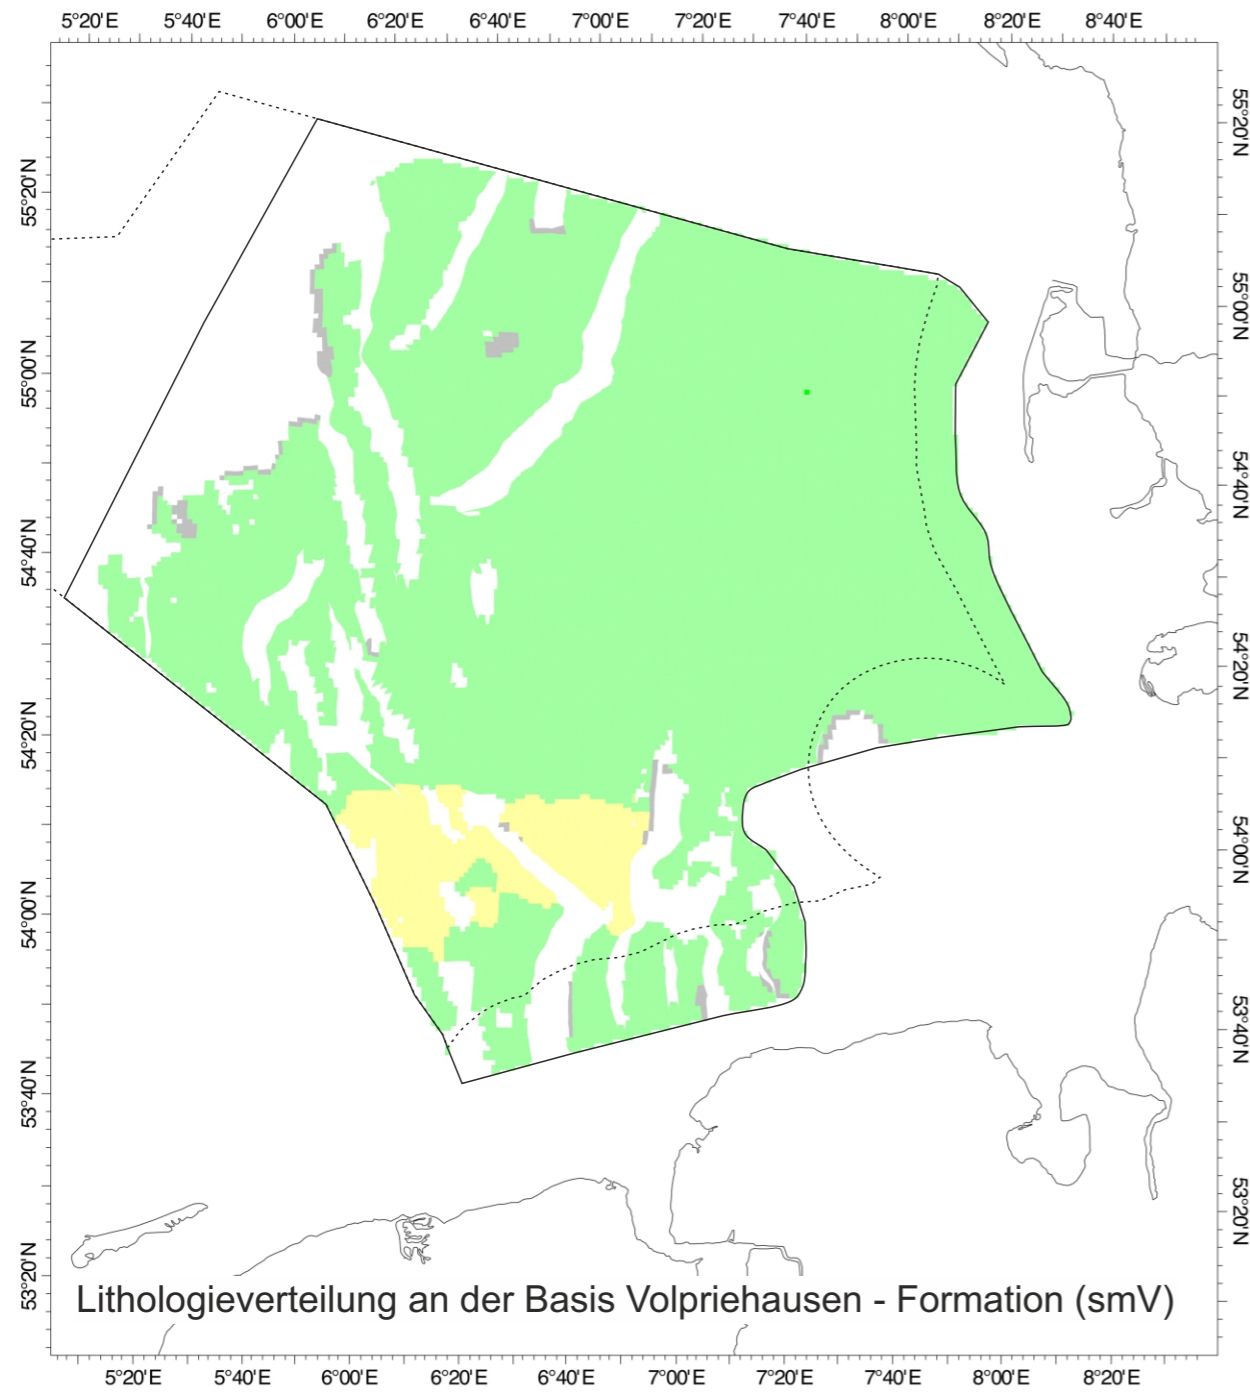 5°20'E 5°40'E 6°00'E 6°20'E 6°40'E 7°00'E 7°20'E 7°40'E 8°00'E 8°20'E 8°40'E
55°20'N
55°00'N
54°40'N
54°20'N
54°00'N
53°40'N
53°20'N
55°20'N
55°00'N
54°40'N
54°20'N
54°00'N
53°40'N
53°20'N
Lithologieverteilung an der Basis Volpriehausen - Formation (smV)
5°20'E 5°40'E 6°00'E 6°20'E 6°40'E 7°00'E 7°20'E 7°40'E 8°00'E 8°20'E